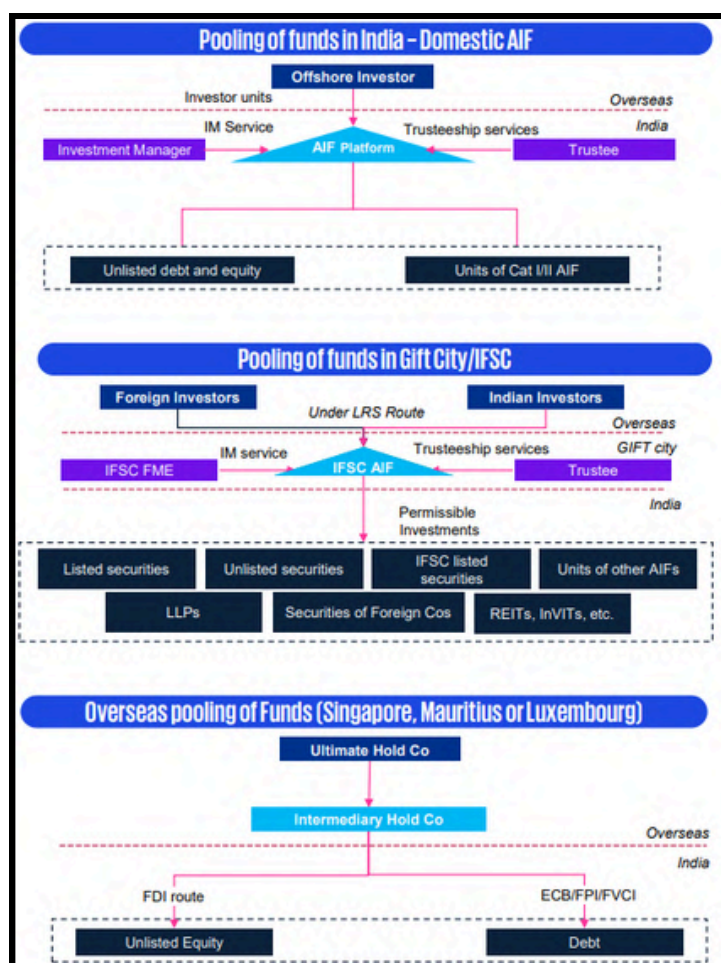 Pooling of funds in India – Domestic AIF
Offshore Investor
Investor units
Overseas
IM Service
Trusteeship services
India
Investment Manager
AIF Platform
Trustee
Unlisted debt and equity
Units of Cat I/II AIF
Pooling of funds in Gift City/IFSC
Foreign Investors
Indian Investors
Under LRS Route
Overseas
IM service
Trusteeship services
GIFT city
IFSC FME
IFSC AIF
Trustee
India
Permissible
Investments
Listed securities
Unlisted securities
IFSC listed
securities
Units of other AIFs
LLPs
Securities of Foreign Cos
REITs, InVITs, etc.
Overseas pooling of Funds (Singapore, Mauritius or Luxembourg)
Ultimate Hold Co
Intermediary Hold Co
Overseas
India
FDI route
ECB/FPI/FVCI
Unlisted Equity
Debt